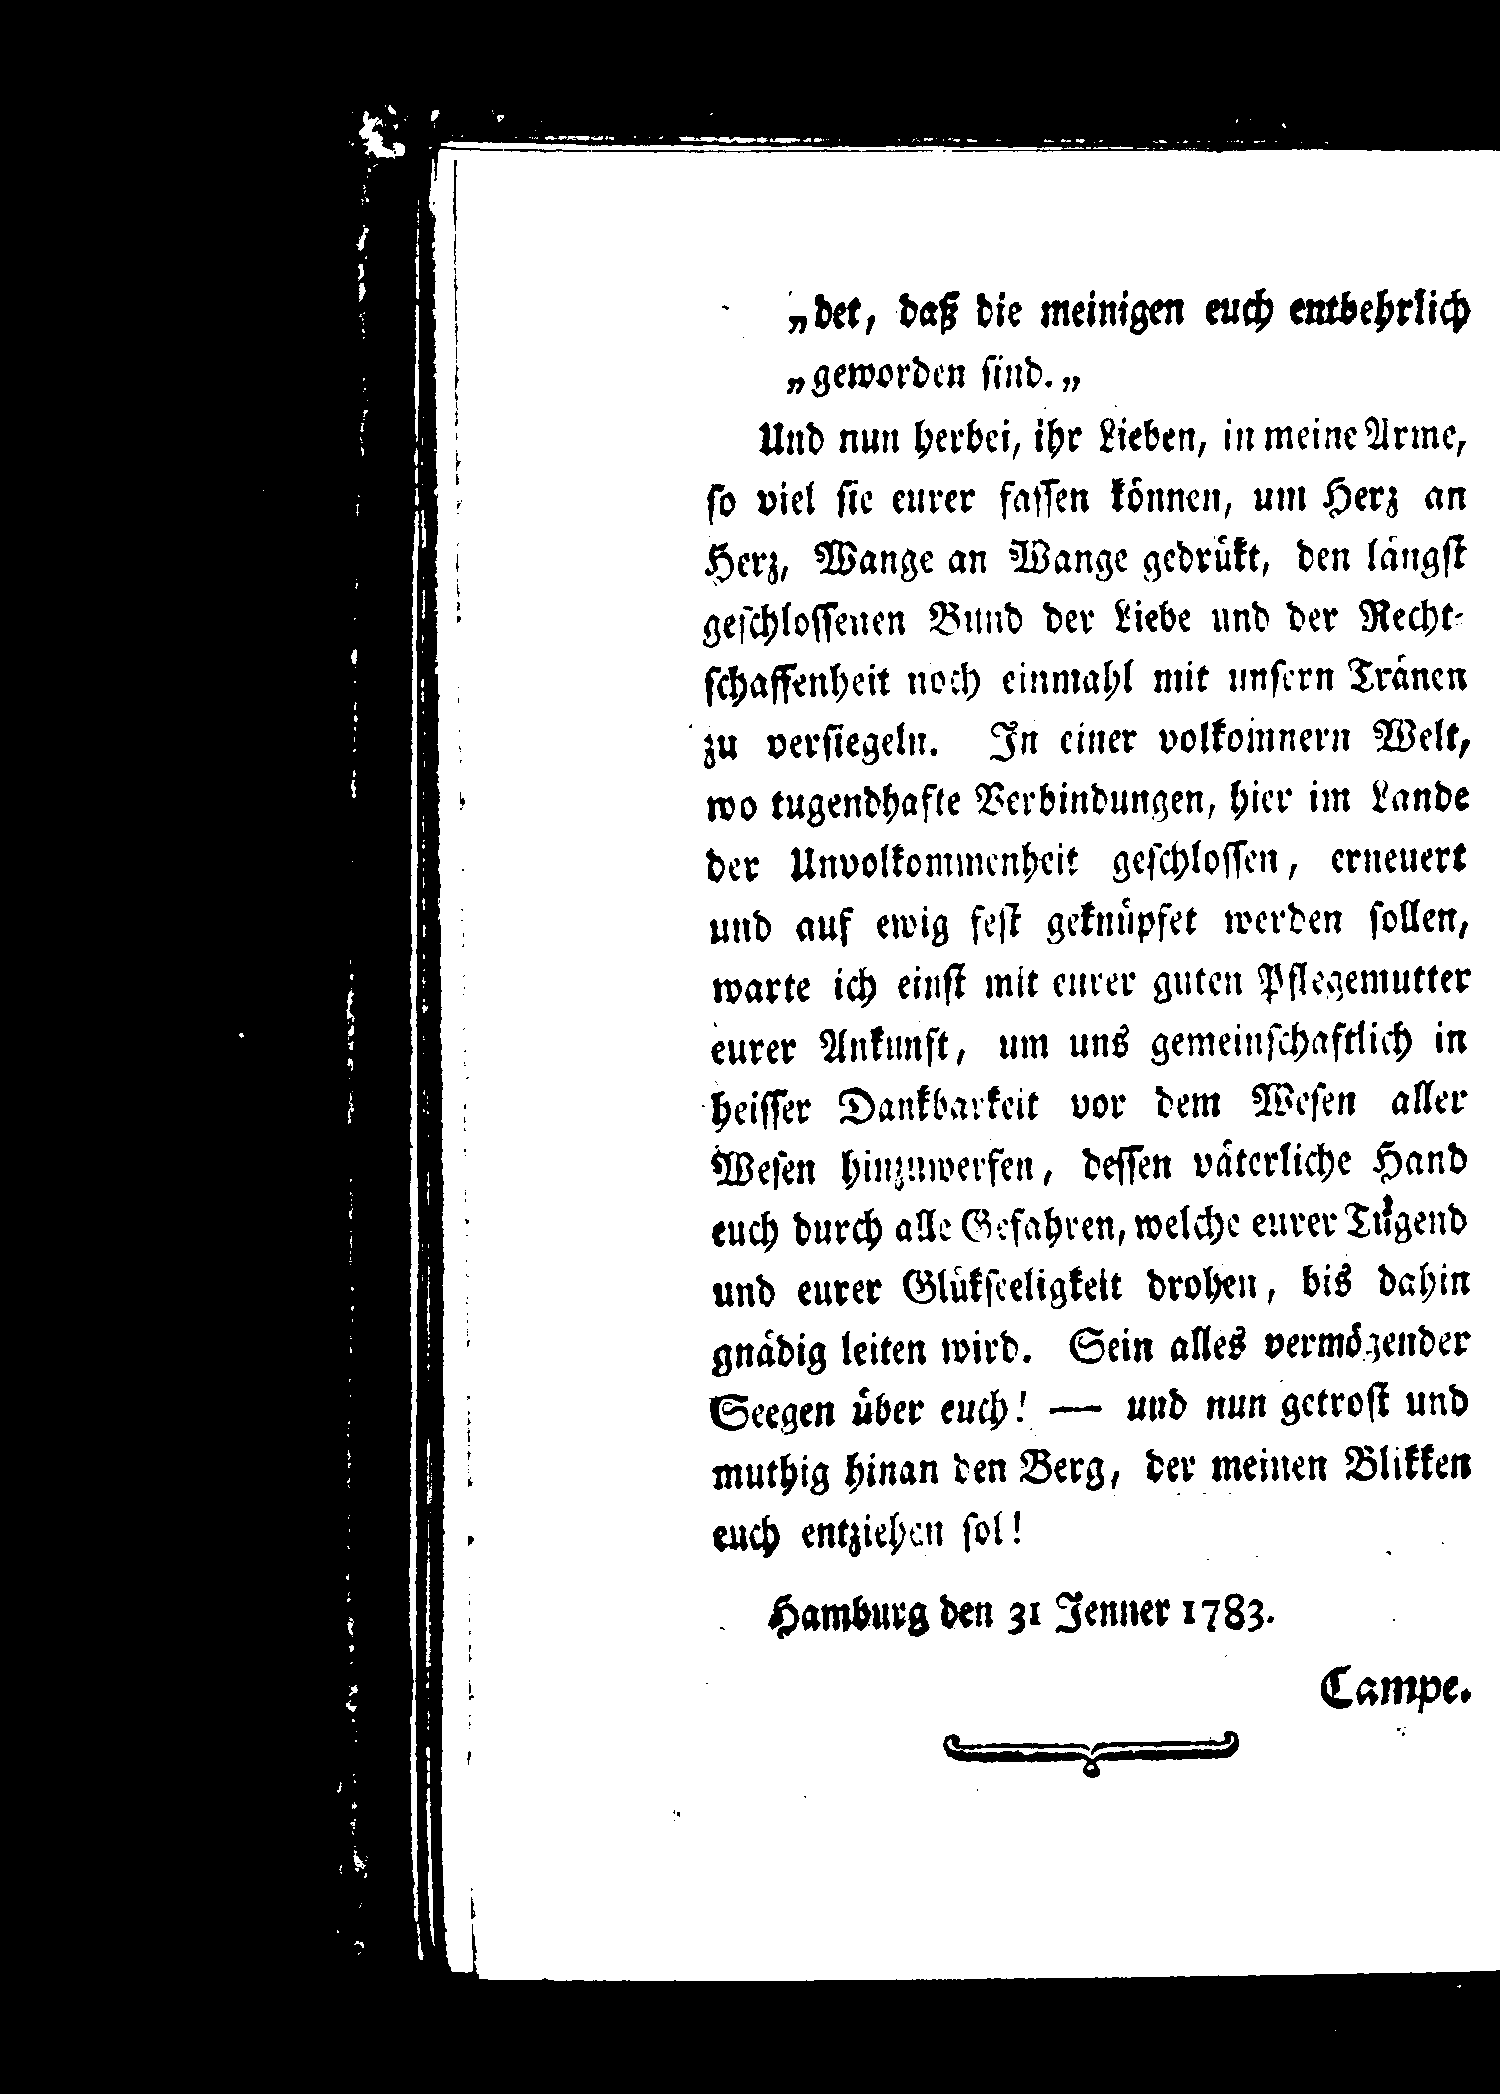 „det, daß die meinigen euch entbehrlich
„geworden ſind.„
Und nun herbei, ihr Lieben, in meine Arme,
ſo viel ſie eurer faſſen können, um Herz an
Herz, Wange an Wange gedrükt, den längſt
geſchloſſenen Bund der Liebe und der Recht-
ſchaffenheit noch einmahl mit unſern Tränen
zu verſiegeln. In einer volkomnern Welt,
wo tugendhafte Verbindungen, hier im Lande
der Unvolkommenheit geſchloſſen, erneuert
und auf ewig feſt geknüpfet werden ſollen,
warte ich einſt mit eurer guten Pflegemutter
eurer Ankunft, um uns gemeinſchaftlich in
heiſſer Dankbarkeit vor dem Weſen aller
Weſen hinzuwerfen, deſſen väterliche Hand
euch durch alle Gefahren, welche eurer Tugend
und eurer Glükſeeligkeit drohen, bis dahin
gnädig leiten wird. Sein alles vermögender
Seegen über euch! — und nun getroſt und
muthig hinan den Berg, der meinen Blikken
euch entziehen ſol!
Hamburg den 31 Jenner 1783.
Campe.